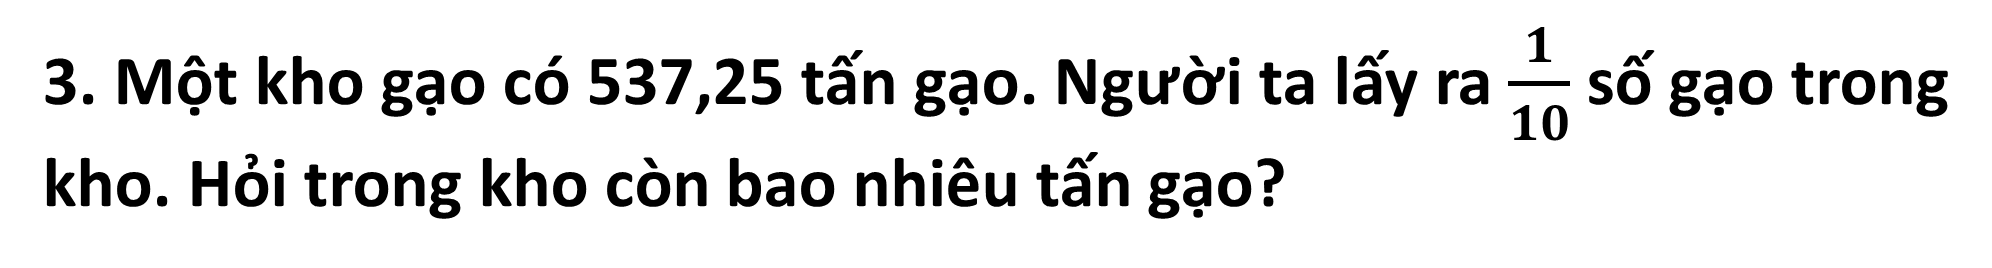 3. Một kho gạo có 537,25 tấn gạo. Người ta lấy ra 1/10 số gạo trong
kho. Hỏi trong kho còn bao nhiêu tấn gạo?